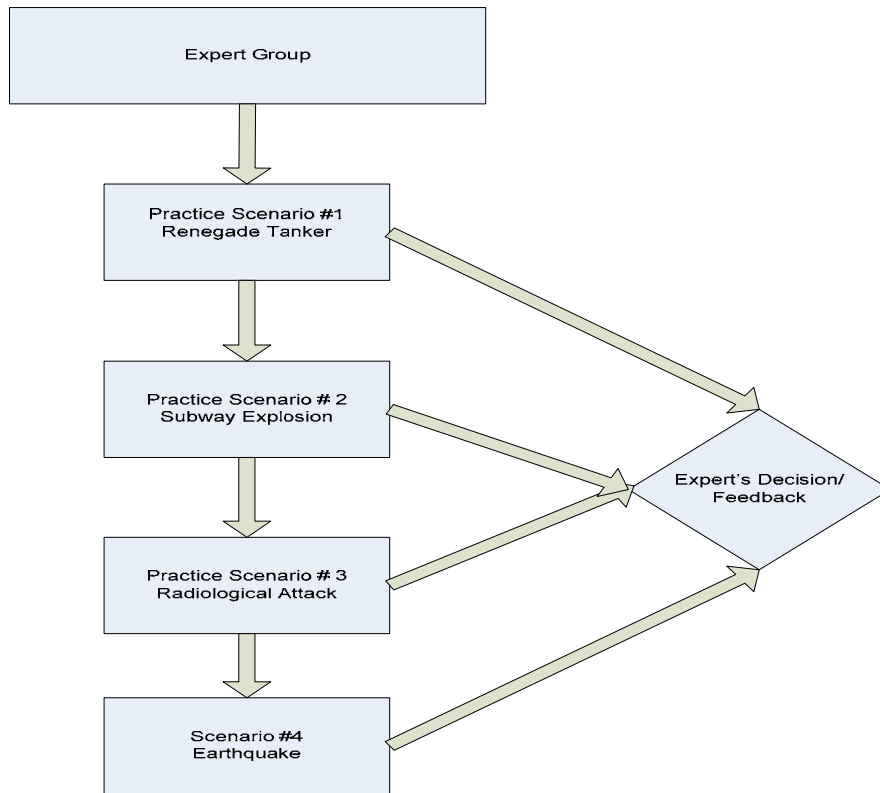 Expert Group
Practice Scenario #1
Renegade Tanker
Practice Scenario # 2
Subway Explosion
Expert's Decision/
Feedback
Practice Scenario # 3
Radiological Attack
Scenario #4
Earthquake